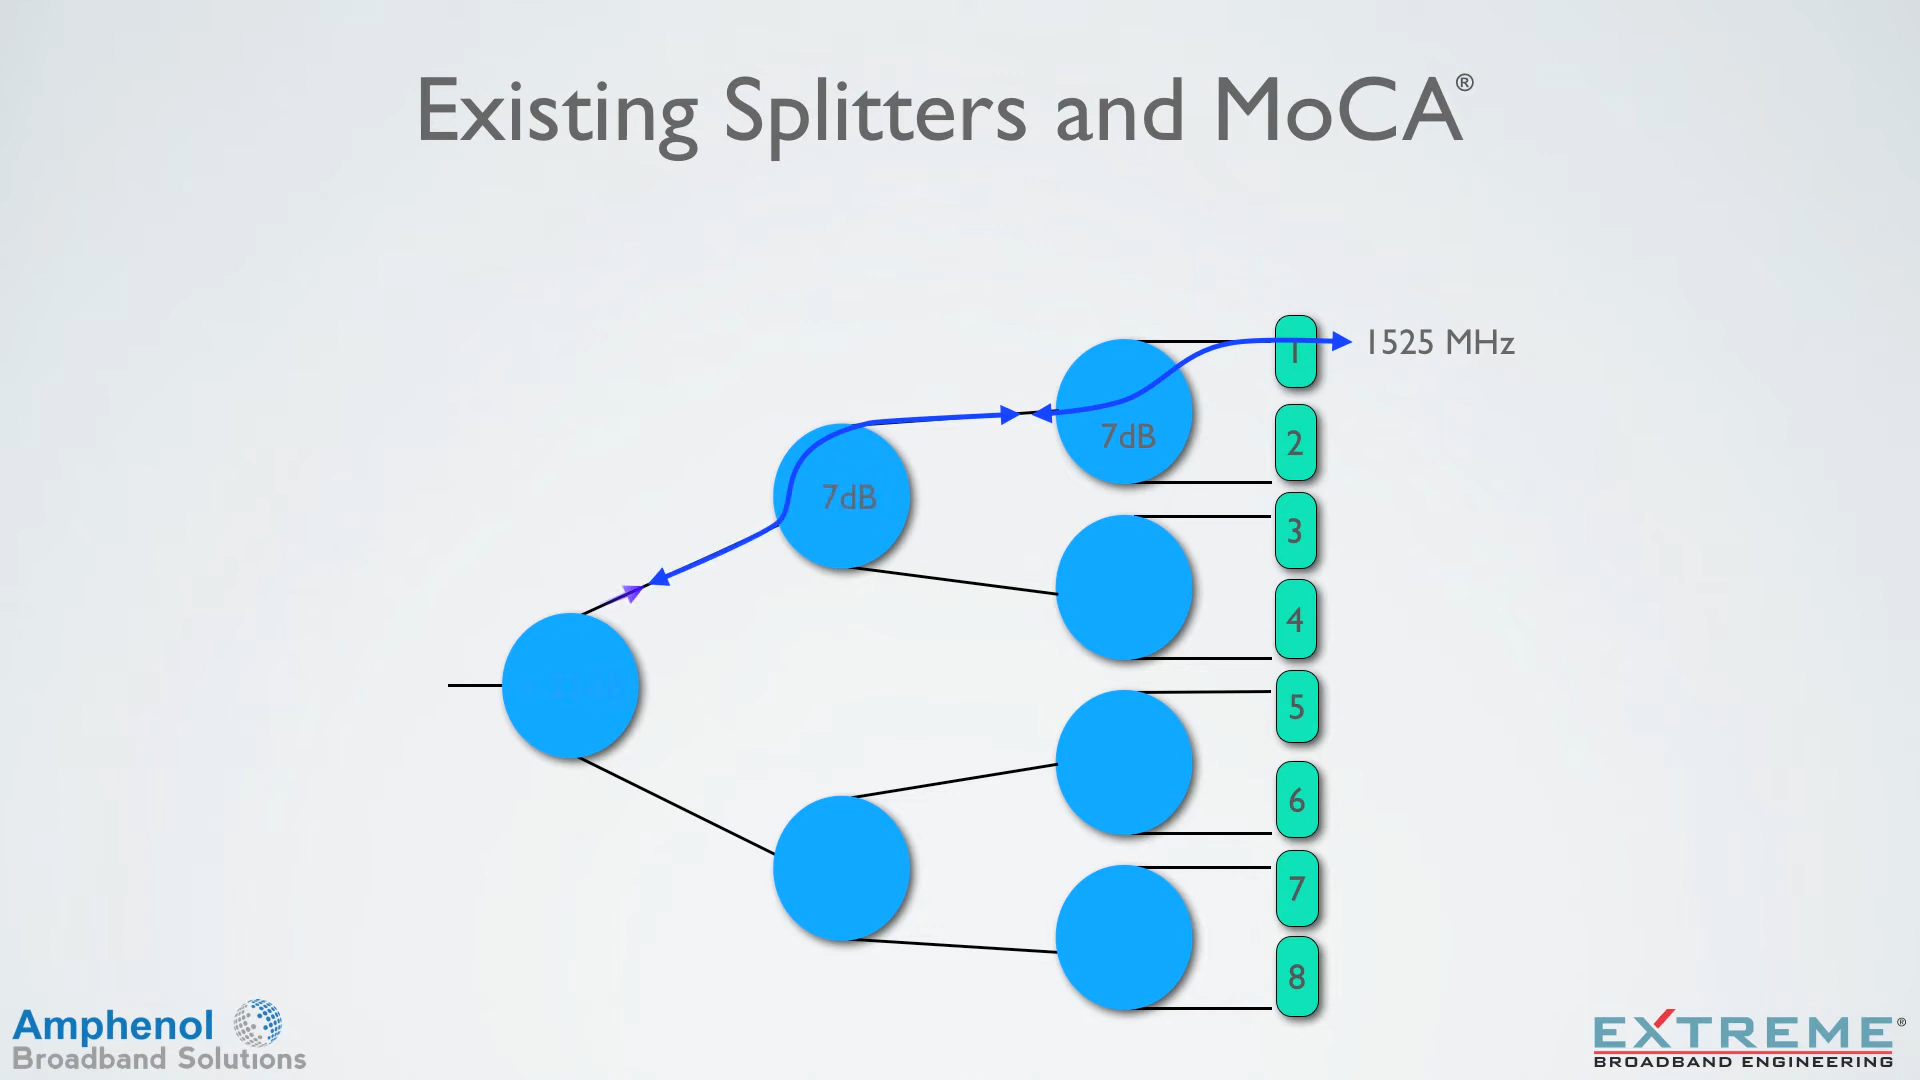 Existing Splitters and MoCA®
1
1525 MHz
7dB
2
7dB
3
4
5
6
7
8
Amphenol
Broadband Solutions
EXTREME®
BROADBAND ENGINEERING